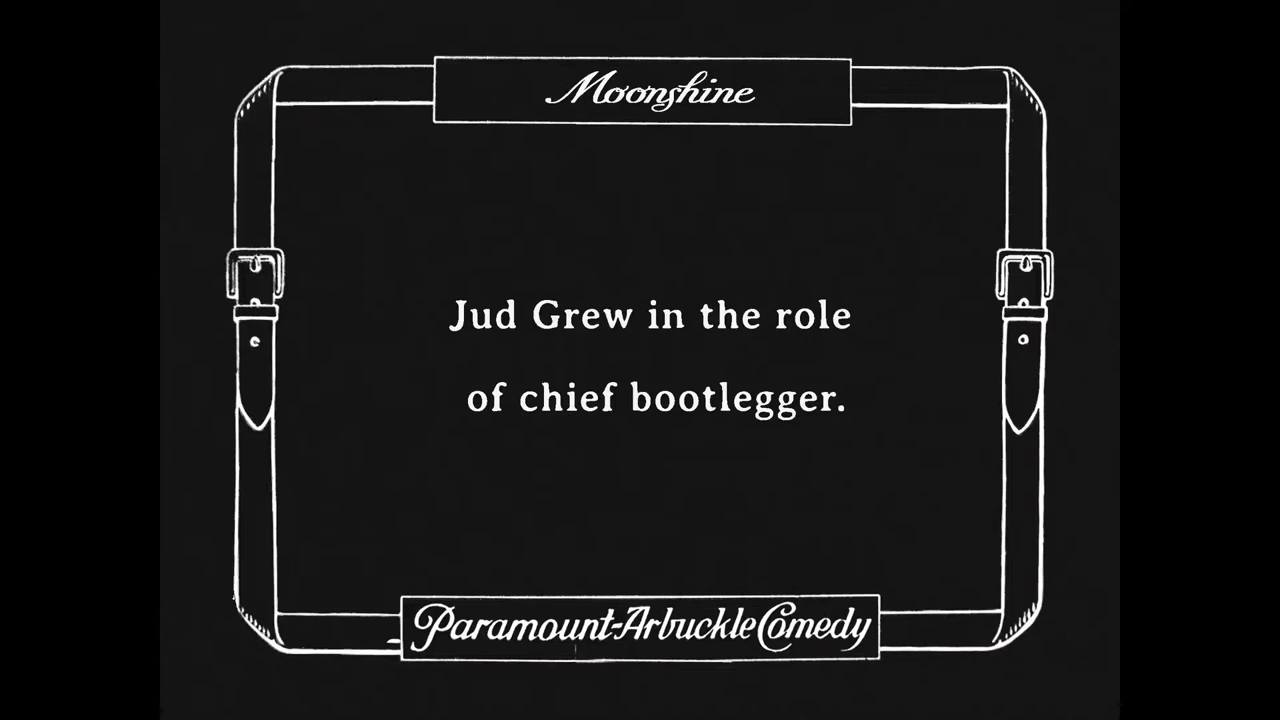 Moonshine
Jud Grew in the role
of chief bootlegger.
Paramount-Arbuckle Comedy